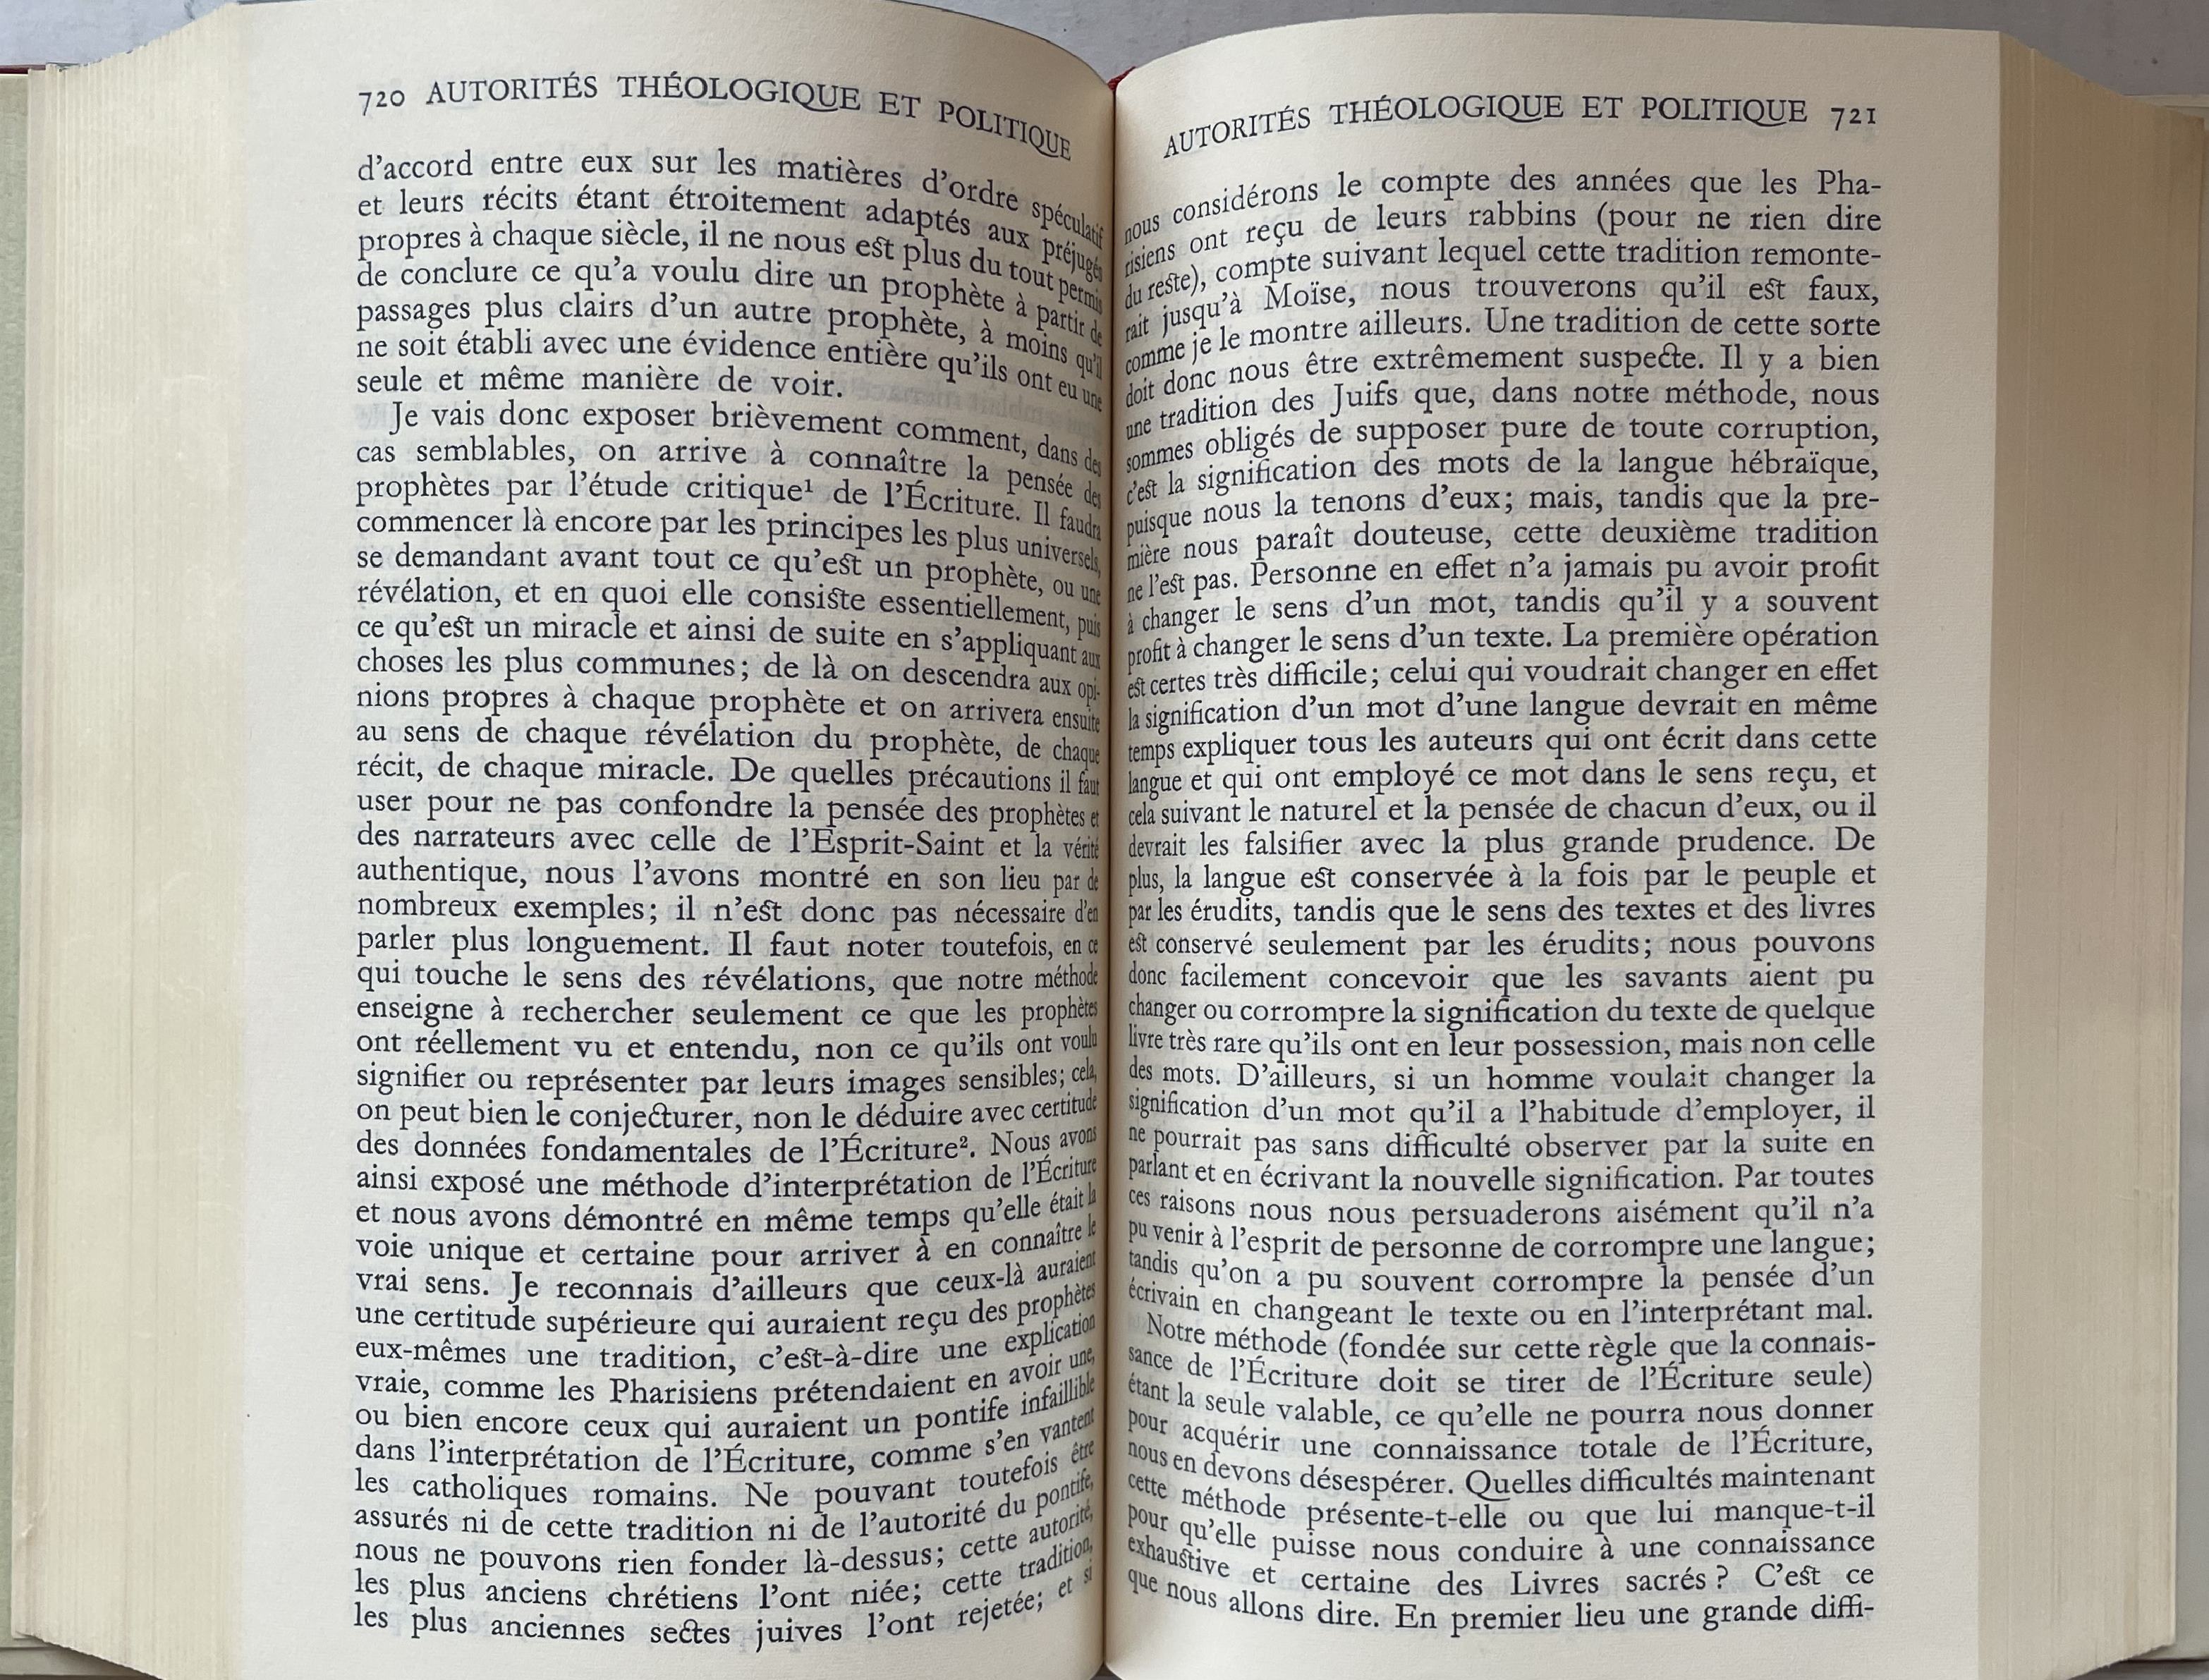 720 AUTORITÉS THÉOLOGIQUE ET POLITIQUE
d'accord entre eux sur les matières d'ordre spéculatif
et leurs récits étant étroitement adaptés aux préjugés
propres à chaque siècle, il ne nous est plus du tout permis
de conclure ce qu'a voulu dire un prophète à partir de
passages plus clairs d'un autre prophète, à moins qu'il
ne soit établi avec une évidence entière qu'ils ont eu une
seule et même manière de voir.
Je vais donc exposer brièvement comment, dans des
cas semblables, on arrive à connaître la pensée des
prophètes par l'étude critique¹ de l'Écriture. Il faudra
commencer là encore par les principes les plus universels,
se demandant avant tout ce qu'est un prophète, ou une
révélation, et en quoi elle consiste essentiellement, puis
ce qu'est un miracle et ainsi de suite en s'appliquant aux
choses les plus communes; de là on descendra aux opi-
nions propres à chaque prophète et on arrivera ensuite
au sens de chaque révélation du prophète, de chaque
récit, de chaque miracle. De quelles précautions il faut
user pour ne pas confondre la pensée des prophètes et
des narrateurs avec celle de l'Esprit-Saint et la vérité
authentique, nous l'avons montré en son lieu par de
nombreux exemples; il n'est donc pas nécessaire d'en
parler plus longuement. Il faut noter toutefois, en ce
qui touche le sens des révélations, que notre méthode
enseigne à rechercher seulement ce que les prophètes
ont réellement vu et entendu, non ce qu'ils ont voulu
signifier ou représenter par leurs images sensibles; cela,
on peut bien le conjecturer, non le déduire avec certitude
des données fondamentales de l'Écriture². Nous avons
ainsi exposé une méthode d'interprétation de l'Écriture
et nous avons démontré en même temps qu'elle était la
voie unique et certaine pour arriver à en connaître le
vrai sens. Je reconnais d'ailleurs que ceux-là auraient
une certitude supérieure qui auraient reçu des prophètes
eux-mêmes une tradition, c'est-à-dire une explication
vraie, comme les Pharisiens prétendaient en avoir une,
ou bien encore ceux qui auraient un pontife infaillible
dans l'interprétation de l'Écriture, comme s'en vantent
les catholiques romains. Ne pouvant toutefois être
assurés ni de cette tradition ni de l'autorité du pontife,
nous ne pouvons rien fonder là-dessus; cette autorité,
les plus anciens chrétiens l'ont niée; cette tradition,
les plus anciennes sectes juives l'ont rejetée; et si
AUTORITÉS THÉOLOGIQUE ET POLITIQUE 721
nous considérons le compte des années que les Pha-
risiens ont reçu de leurs rabbins (pour ne rien dire
du reste), compte suivant lequel cette tradition remonte-
rait jusqu'à Moïse, nous trouverons qu'il est faux,
comme je le montre ailleurs. Une tradition de cette sorte
doit donc nous être extrêmement suspecte. Il y a bien
une tradition des Juifs que, dans notre méthode, nous
sommes obligés de supposer pure de toute corruption,
c'est la signification des mots de la langue hébraïque,
puisque nous la tenons d'eux; mais, tandis que la pre-
mière nous paraît douteuse, cette deuxième tradition
ne l'est pas. Personne en effet n'a jamais pu avoir profit
à changer le sens d'un mot, tandis qu'il y a souvent
profit à changer le sens d'un texte. La première opération
est certes très difficile; celui qui voudrait changer en effet
la signification d'un mot d'une langue devrait en même
temps expliquer tous les auteurs qui ont écrit dans cette
langue et qui ont employé ce mot dans le sens reçu, et
cela suivant le naturel et la pensée de chacun d'eux, ou il
devrait les falsifier avec la plus grande prudence. De
plus, la langue est conservée à la fois par le peuple et
par les érudits, tandis que le sens des textes et des livres
est conservé seulement par les érudits; nous pouvons
donc facilement concevoir que les savants aient pu
changer ou corrompre la signification du texte de quelque
livre très rare qu'ils ont en leur possession, mais non celle
des mots. D'ailleurs, si un homme voulait changer la
signification d'un mot qu'il a l'habitude d'employer, il
ne pourrait pas sans difficulté observer par la suite en
parlant et en écrivant la nouvelle signification. Par toutes
ces raisons nous nous persuaderons aisément qu'il n'a
pu venir à l'esprit de personne de corrompre une langue;
tandis qu'on a pu souvent corrompre la pensée d'un
écrivain en changeant le texte ou en l'interprétant mal.
Notre méthode (fondée sur cette règle que la connais-
sance de l'Écriture doit se tirer de l'Écriture seule)
étant la seule valable, ce qu'elle ne pourra nous donner
pour acquérir une connaissance totale de l'Écriture,
nous en devons désespérer. Quelles difficultés maintenant
cette méthode présente-t-elle ou que lui manque-t-il
pour qu'elle puisse nous conduire à une connaissance
exhaustive et certaine des Livres sacrés ? C'est ce
que nous allons dire. En premier lieu une grande diffi-